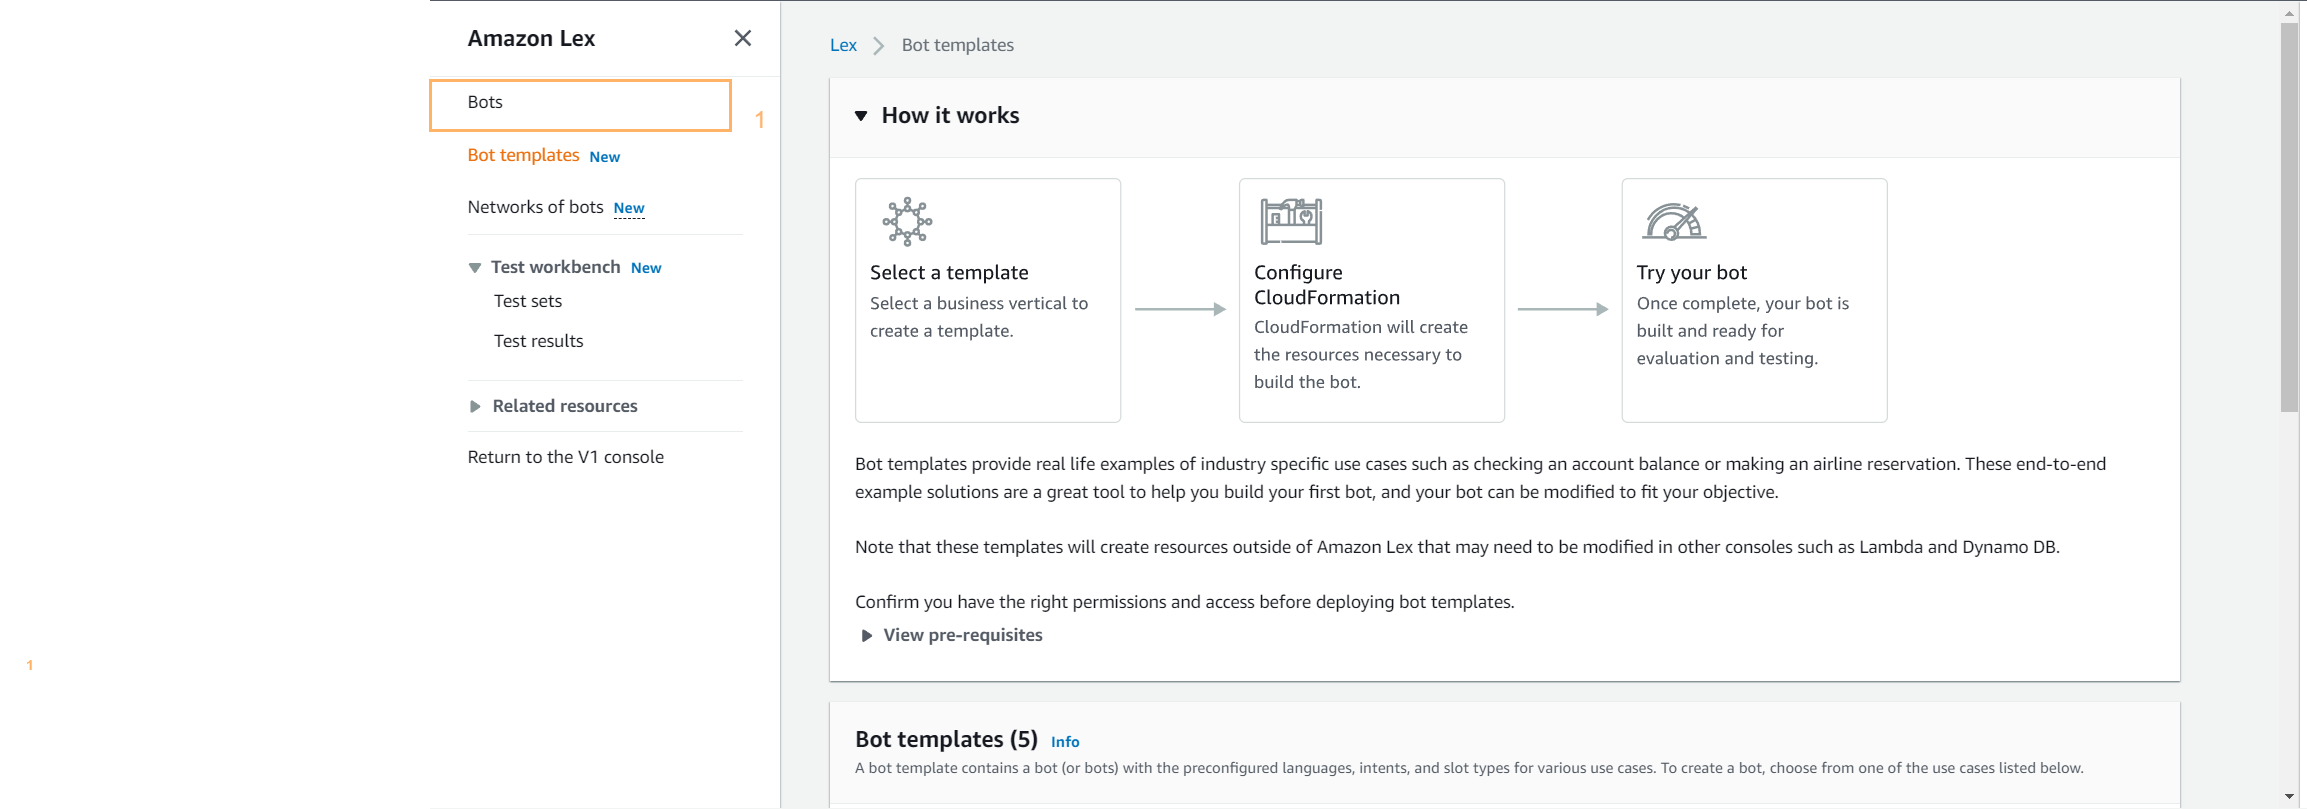 Amazon Lex
Bots
1
Bot templates New
Networks of bots New
Test workbench New
Test sets
Test results
Related resources
Return to the V1 console
1
Lex > Bot templates
How it works
Select a template
Select a business vertical to
create a template.
Configure
CloudFormation
CloudFormation will create
the resources necessary to
build the bot.
Try your bot
Once complete, your bot is
built and ready for
evaluation and testing.
Bot templates provide real life examples of industry specific use cases such as checking an account balance or making an airline reservation. These end-to-end
example solutions are a great tool to help you build your first bot, and your bot can be modified to fit your objective.
Note that these templates will create resources outside of Amazon Lex that may need to be modified in other consoles such as Lambda and Dynamo DB.
Confirm you have the right permissions and access before deploying bot templates.
View pre-requisites
Bot templates (5) Info
A bot template contains a bot (or bots) with the preconfigured languages, intents, and slot types for various use cases. To create a bot, choose from one of the use cases listed below.